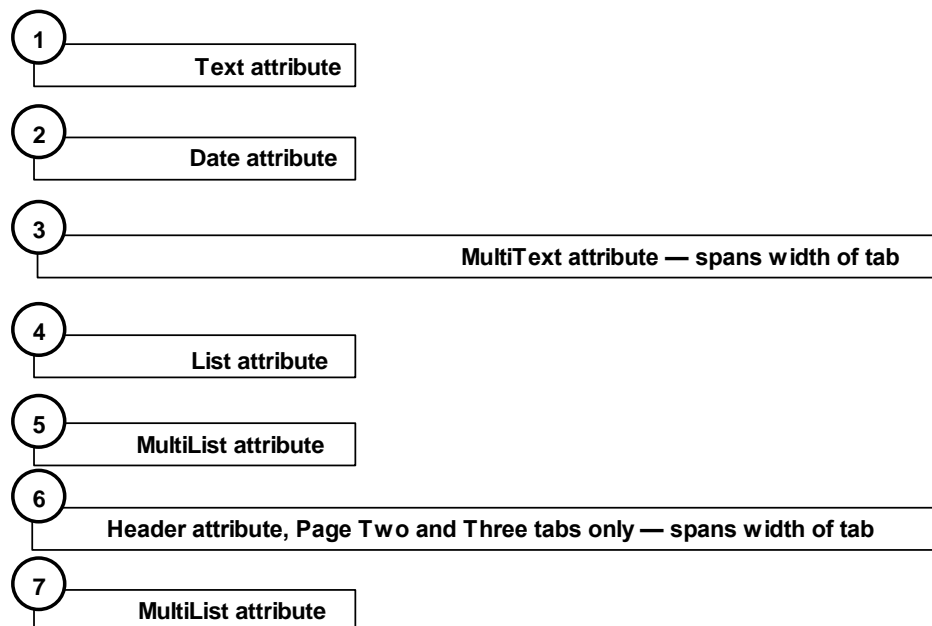 1
Text attribute
2
Date attribute
3
MultiText attribute — spans width of tab
4
List attribute
5
MultiList attribute
6
Header attribute, Page Two and Three tabs only — spans width of tab
7
MultiList attribute